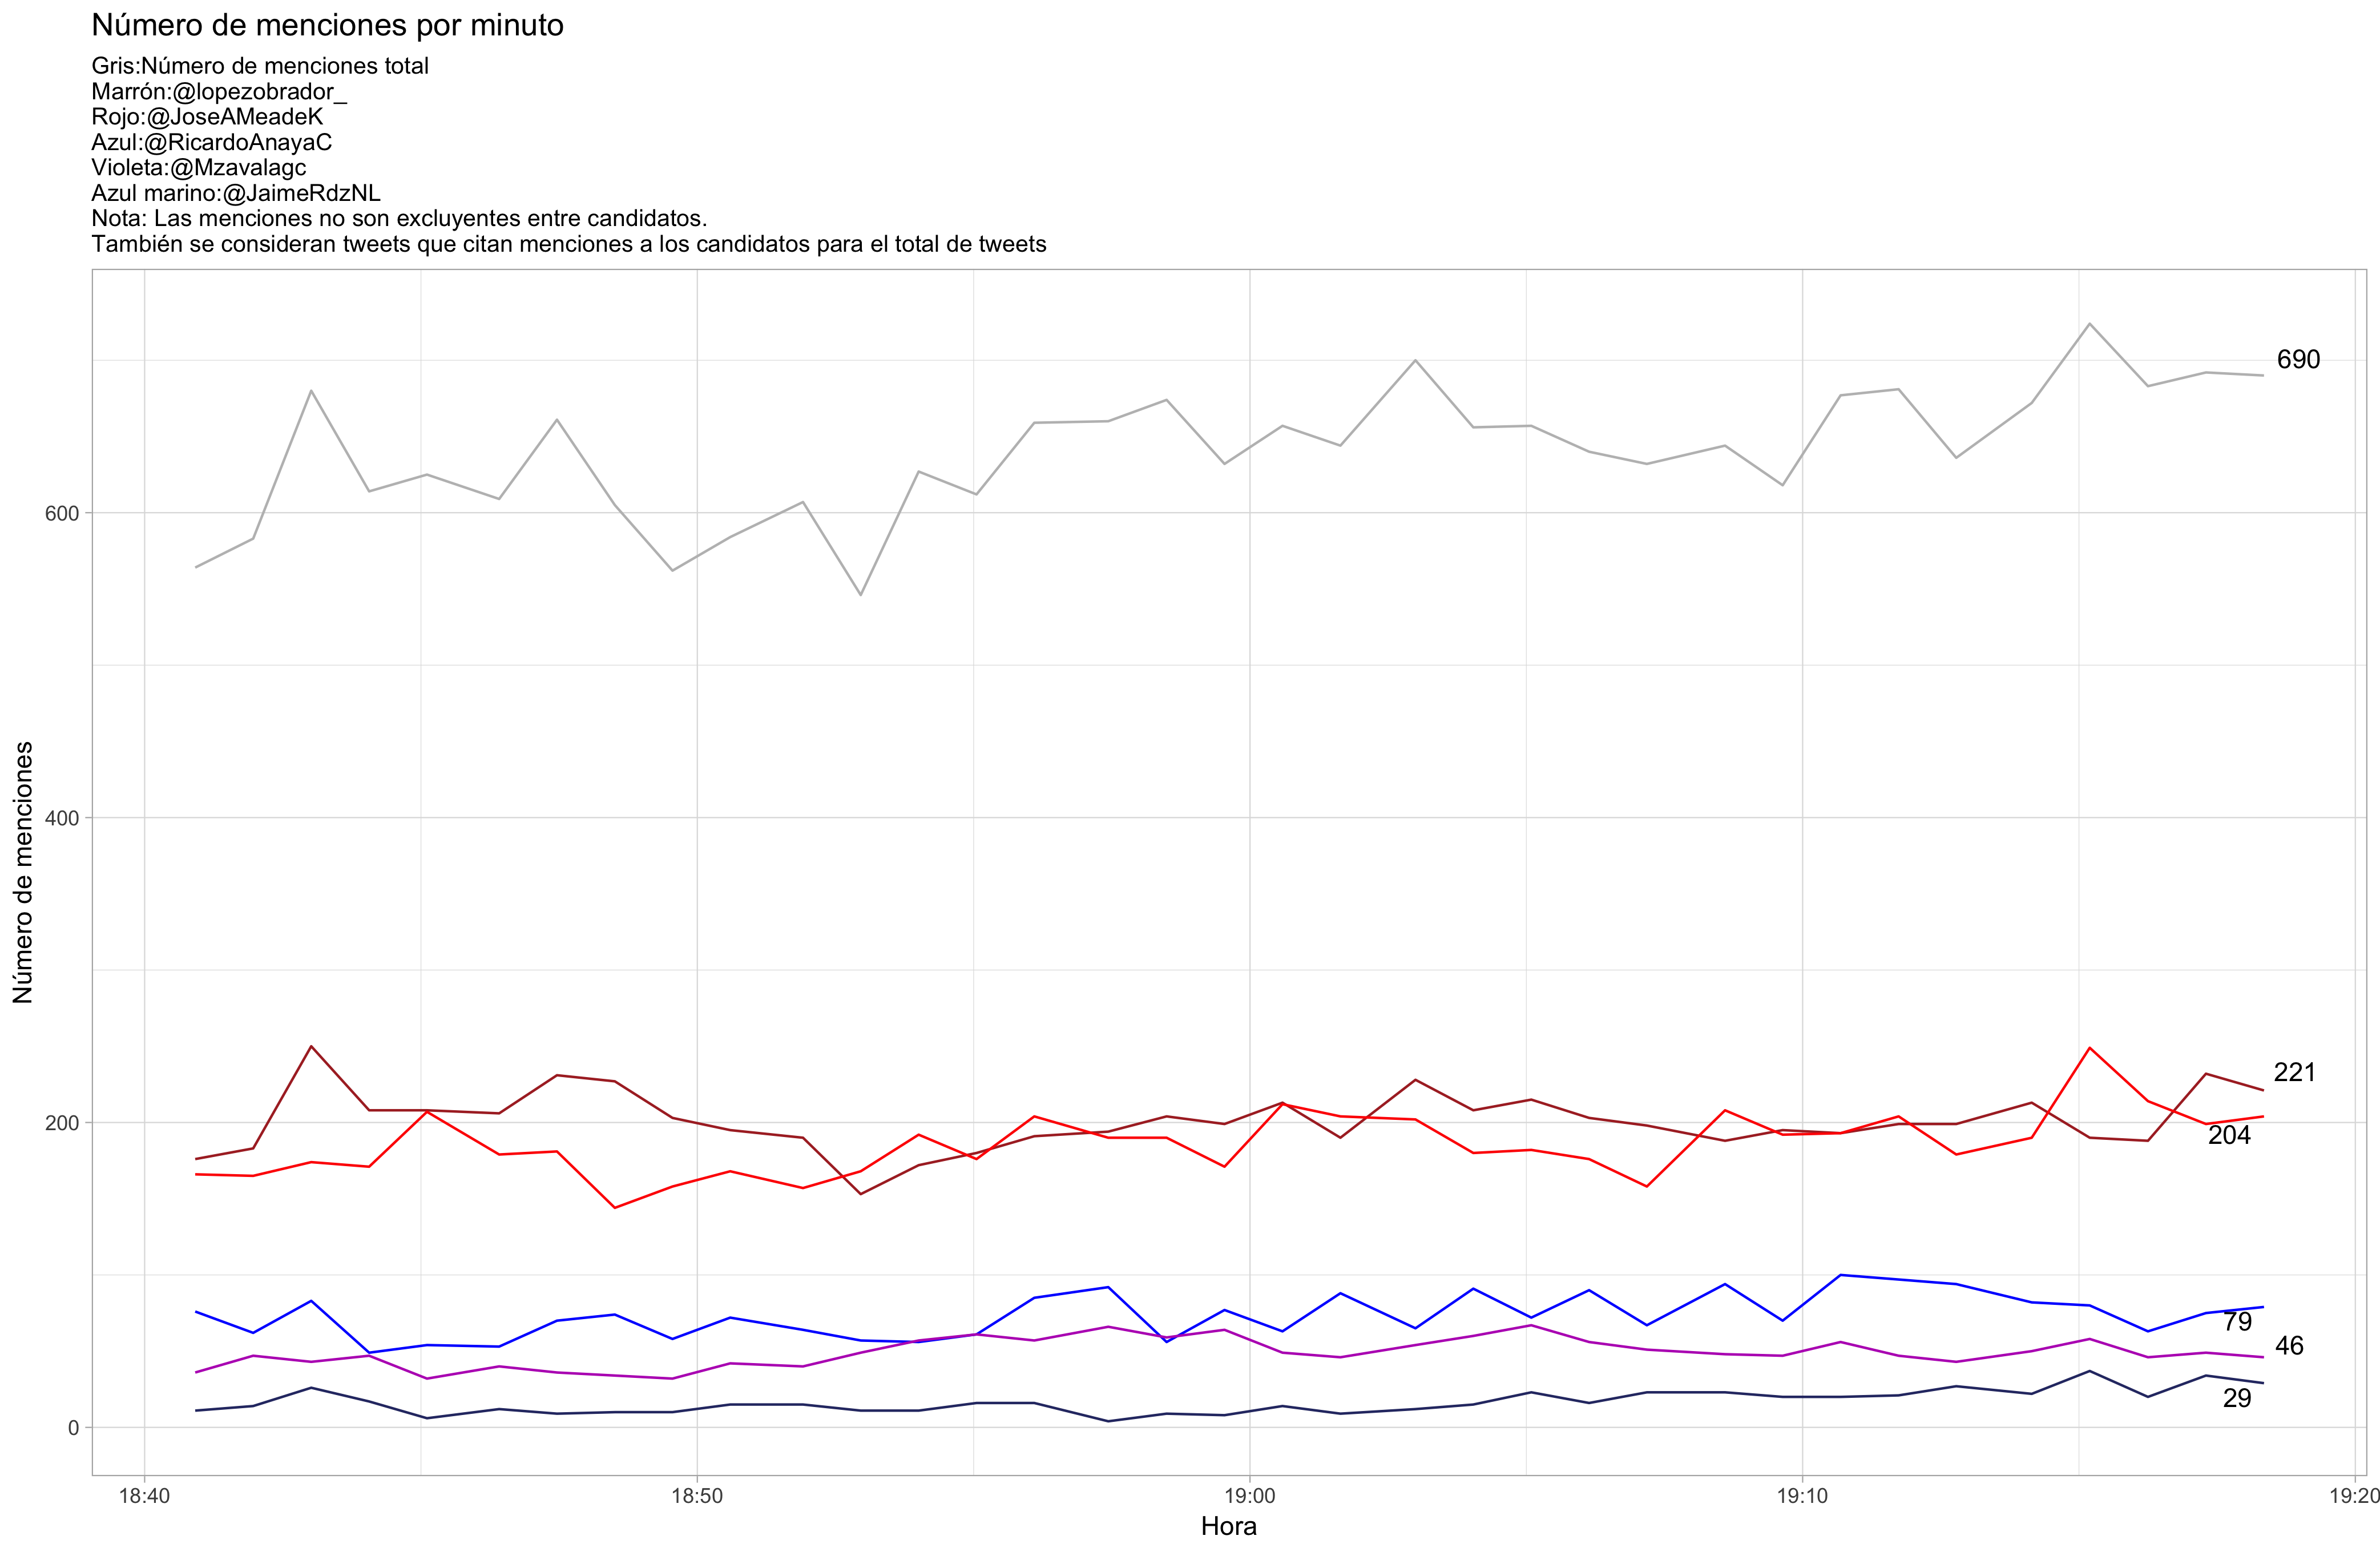 Número de menciones por minuto
Gris:Número de menciones total
Marrón:@lopezobrador_
Rojo:@JoseAMeadeK
Azul:@RicardoAnayaC
Violeta:@Mzavalagc
Azul marino:@JaimeRdzNL
Nota: Las menciones no son excluyentes entre candidatos.
También se consideran tweets que citan menciones a los candidatos para el total de tweets
690
600
400
Número de menciones
221
200
204
79
46
29
0
18:40
18:50
19:00
19:10
19:20
Hora